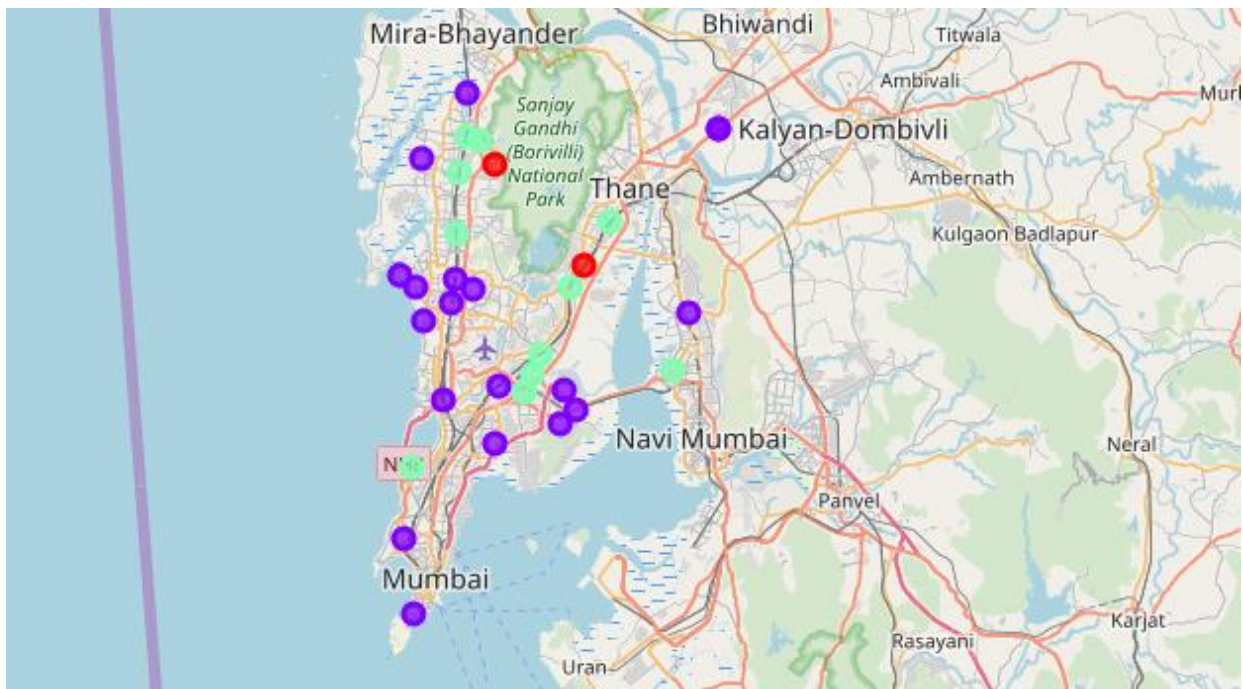 Mira-Bhayander
Bhiwandi
Titwala
Ambivali
Sanjay
Gandhi
(Borivilli)
National
Park
Kalyan-Dombivli
Thane
Ambernath
Kulgaon Badlapur
Navi Mumbai
Neral
Panvel
Mumbai
Karjat
Rasayani
Uran